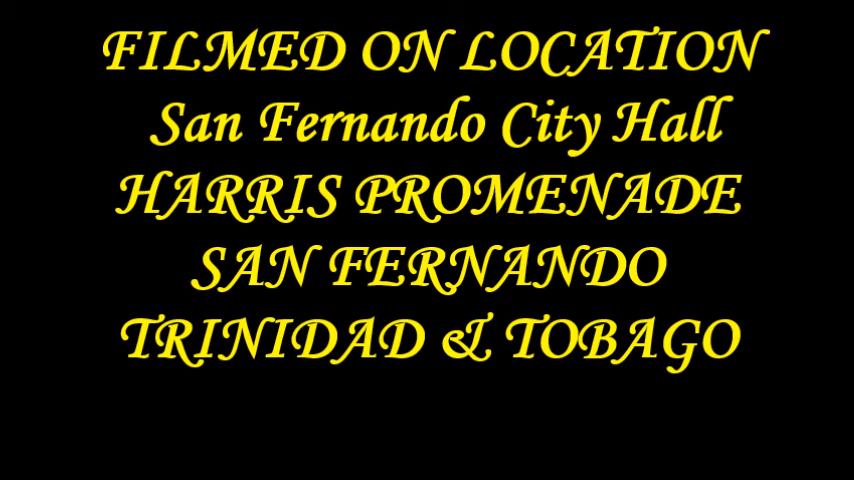 FILMED ON LOCATION
San Fernando City Hall
HARRIS PROMENADE
SAN FERNANDO
TRINIDAD & TOBAGO